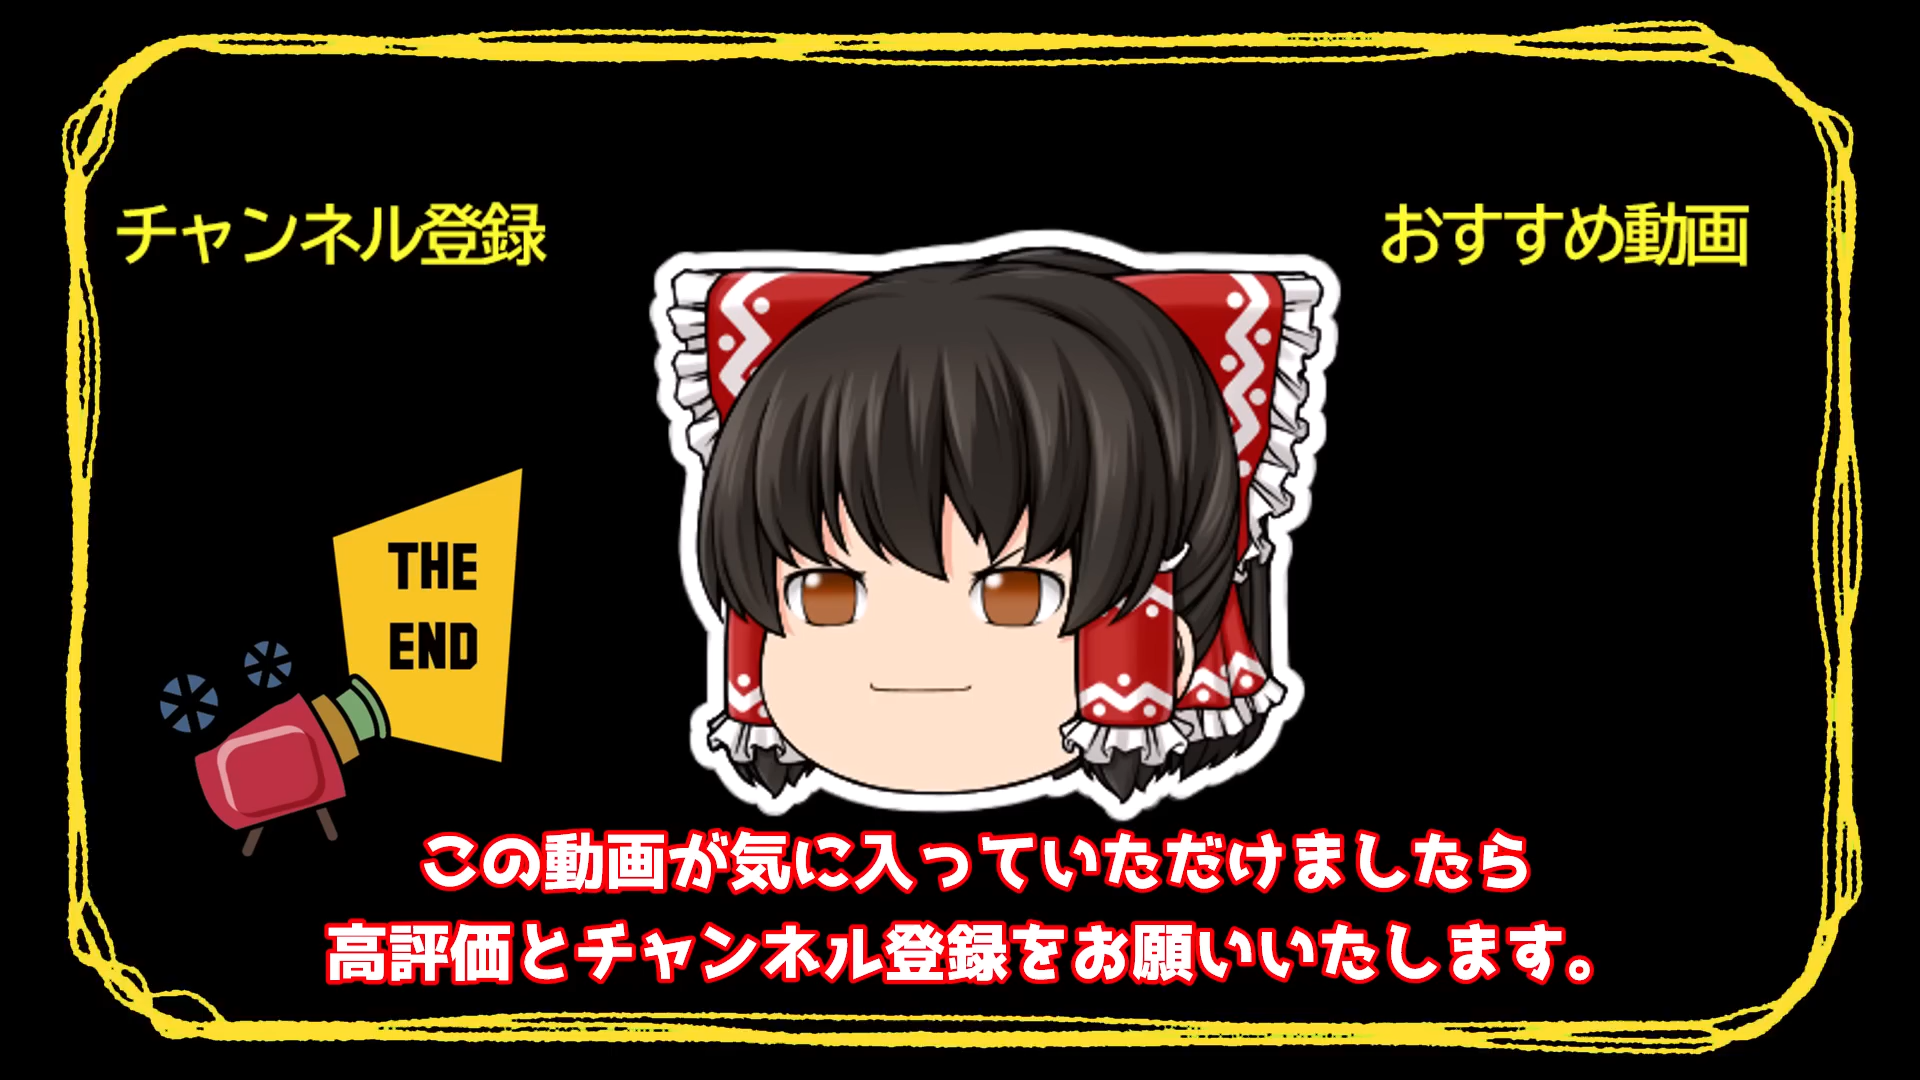 チャンネル登録
おすすめ動画
THE
END
この動画が気に入っていただけましたら
高評価とチャンネル登録をお願いいたします。